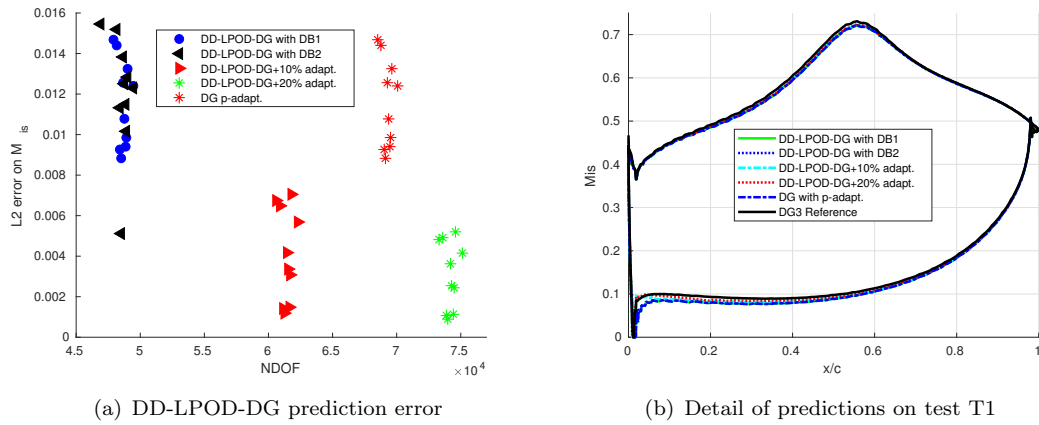 0.016
0.014
0.012
0.01
0.008
0.006
0.004
0.002
0
L2 error on M is
4.5
5
5.5
6
6.5
7
7.5
× 10⁴
NDOF
DD-LPOD-DG with DB1
DD-LPOD-DG with DB2
DD-LPOD-DG+10% adapt.
DD-LPOD-DG+20% adapt.
DG p-adapt.
(a) DD-LPOD-DG prediction error
0.7
0.6
0.5
0.4
0.3
0.2
0.1
0
Mis
0
0.2
0.4
0.6
0.8
1
x/c
DD-LPOD-DG with DB1
DD-LPOD-DG with DB2
DD-LPOD-DG+10% adapt.
DD-LPOD-DG+20% adapt.
DG with p-adapt.
DG3 Reference
(b) Detail of predictions on test T1